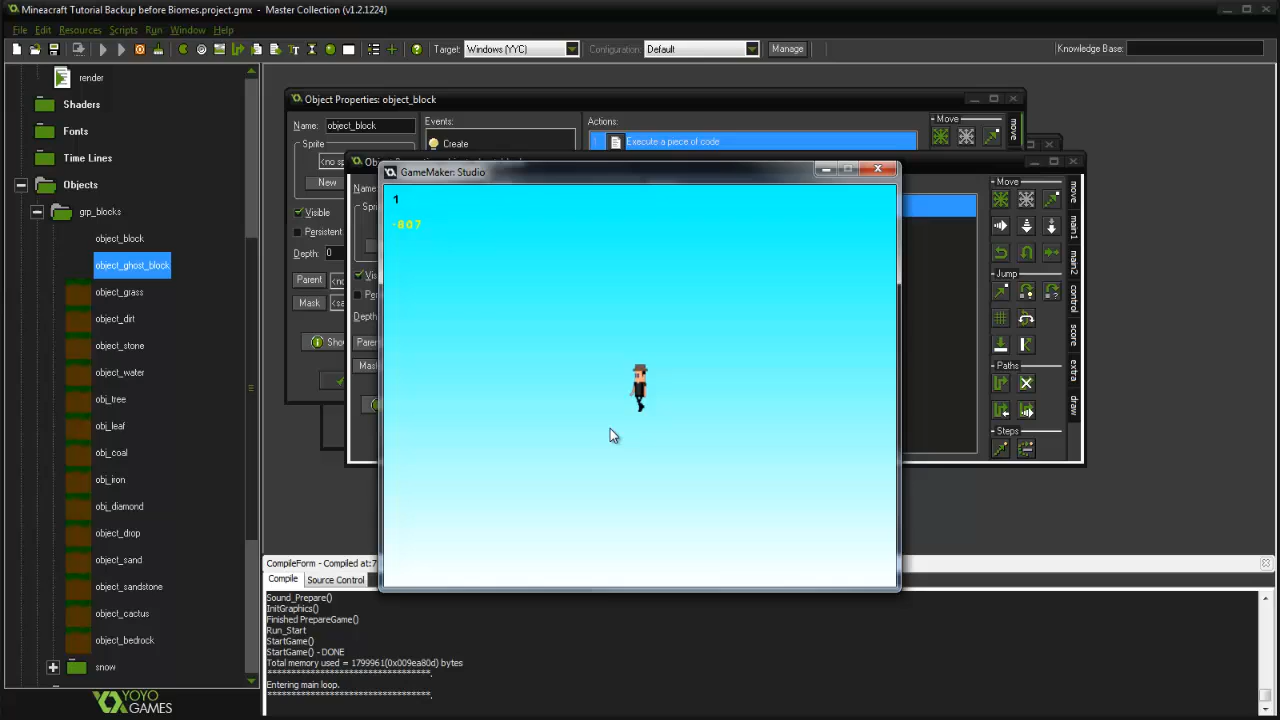 Mineacraft Tutorial Backup before Biomes.project.gmx - Master Collection (v1.2.1224)
File Edit Resources Scripts Run Window Help
Target: Windows (YYC) Configuration: Default Manage Knowledge Base:
render
Shaders
Fonts
Time Lines
Objects
grp_blocks
object_block
object_ghost_block
object_grass
object_dirt
object_stone
object_water
obj_tree
obj_leaf
obj_coal
obj_iron
obj_diamond
object_drop
object_sand
object_sandstone
object_cactus
object_bedrock
snow
YOYO
GAMES
Object Properties: object_block
Name: object_block
Events:
Actions:
Sprite
Create
Execute a piece of code
Move
move
New
Visible
Persistent
Depth: 0
Parent
Mask
GameMaker: Studio
1
-807
Move
Jump
Paths
Steps
move
main1
main2
control
score
extra
draw
CompileForm - Compiled at:7
Compile Source Control
Sound_Prepare()
InitGraphics()
Finished PrepareGame()
Run_Start
StartGame()
StartGame() - DONE
Total memory used = 1799961(0x009ea80d) bytes
**********************************.
Entering main loop.
**********************************.